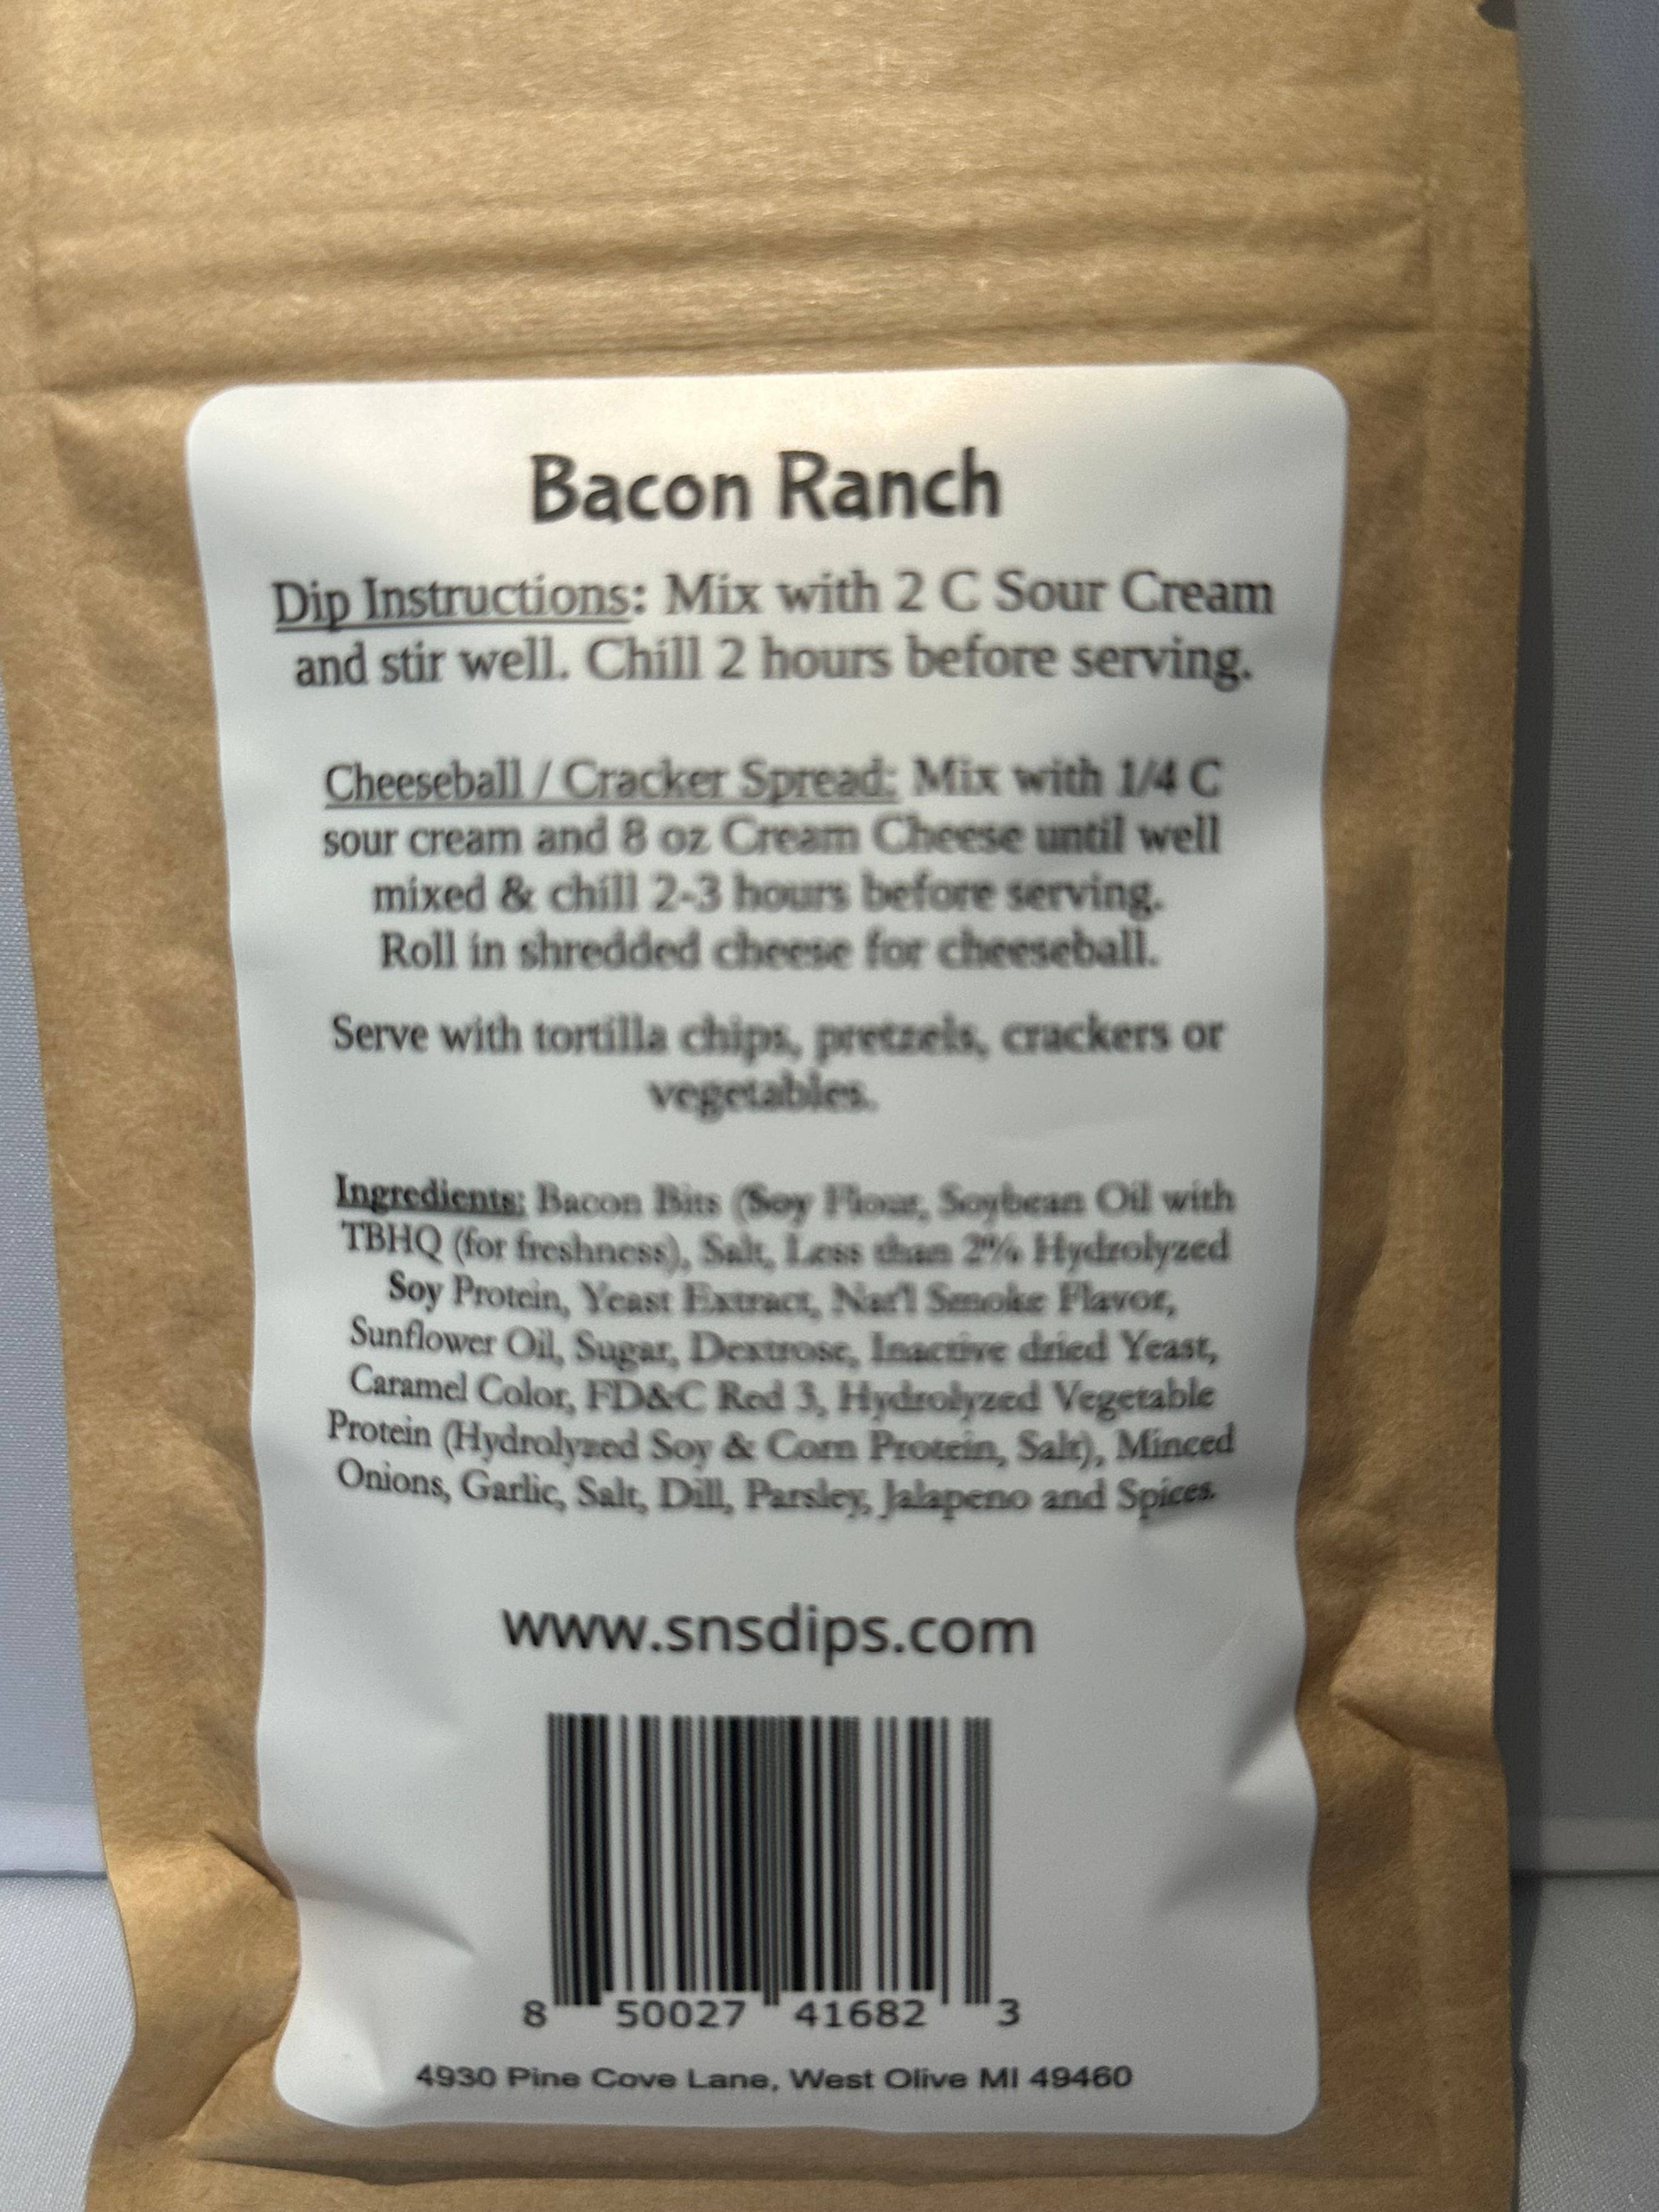 Bacon Ranch
Dip Instructions: Mix with 2 C Sour Cream
and stir well. Chill 2 hours before serving.
Cheeseball / Cracker Spread: Mix with 1/4 C
sour cream and 8 oz Cream Cheese until well
mixed & chill 2-3 hours before serving.
Roll in shredded cheese for cheeseball.
Serve with tortilla chips, pretzels, crackers or
vegetables.
Ingredients: Bacon Bits (Soy Flour, Soybean Oil with
TBHQ (for freshness), Salt, Less than 2% Hydrolyzed
Soy Protein, Yeast Extract, Nat'l Smoke Flavor,
Sunflower Oil, Sugar, Dextrose, Inactive dried Yeast,
Caramel Color, FD&C Red 3, Hydrolyzed Vegetable
Protein (Hydrolyzed Soy & Corn Protein, Salt), Minced
Onions, Garlic, Salt, Dill, Parsley, Jalapeno and Spices.
www.snsdips.com
8 50027 41682 3
4930 Pine Cove Lane, West Olive MI 49460